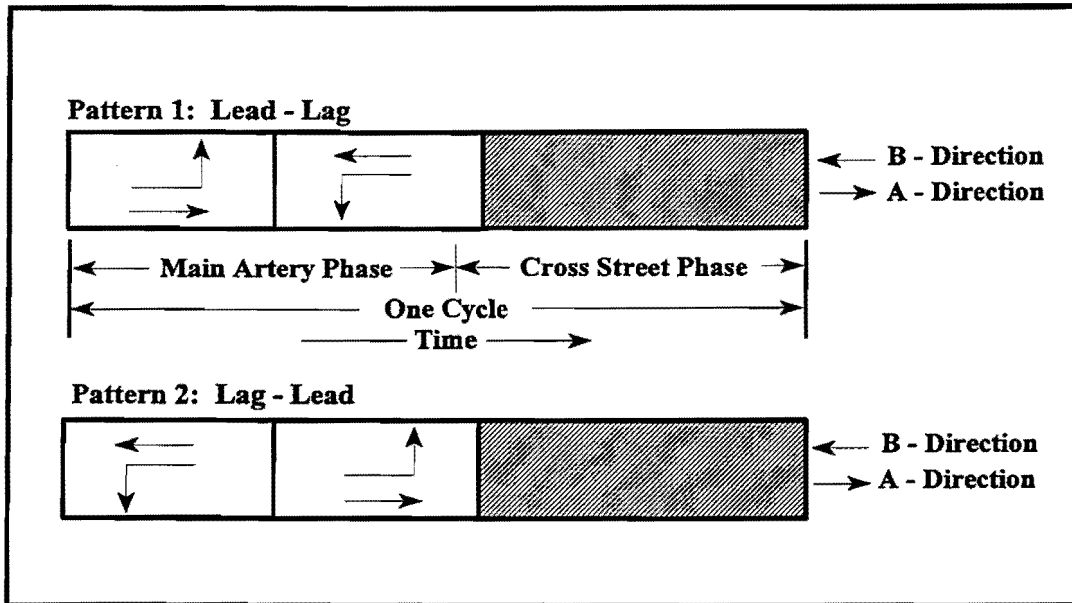 Pattern 1: Lead - Lag
B - Direction
A - Direction
Main Artery Phase
Cross Street Phase
One Cycle
Time
Pattern 2: Lag - Lead
B - Direction
A - Direction